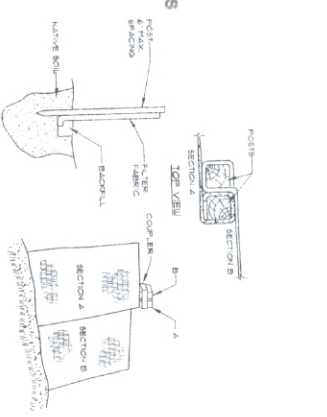 S
POSTS
SECTION A
SECTION B
TOP VIEW
POST
6' MAX
SPACING
FILTER
FABRIC
NATIVE SOIL
BACKFILL
COUPLER
B
A
SECTION A
SECTION B